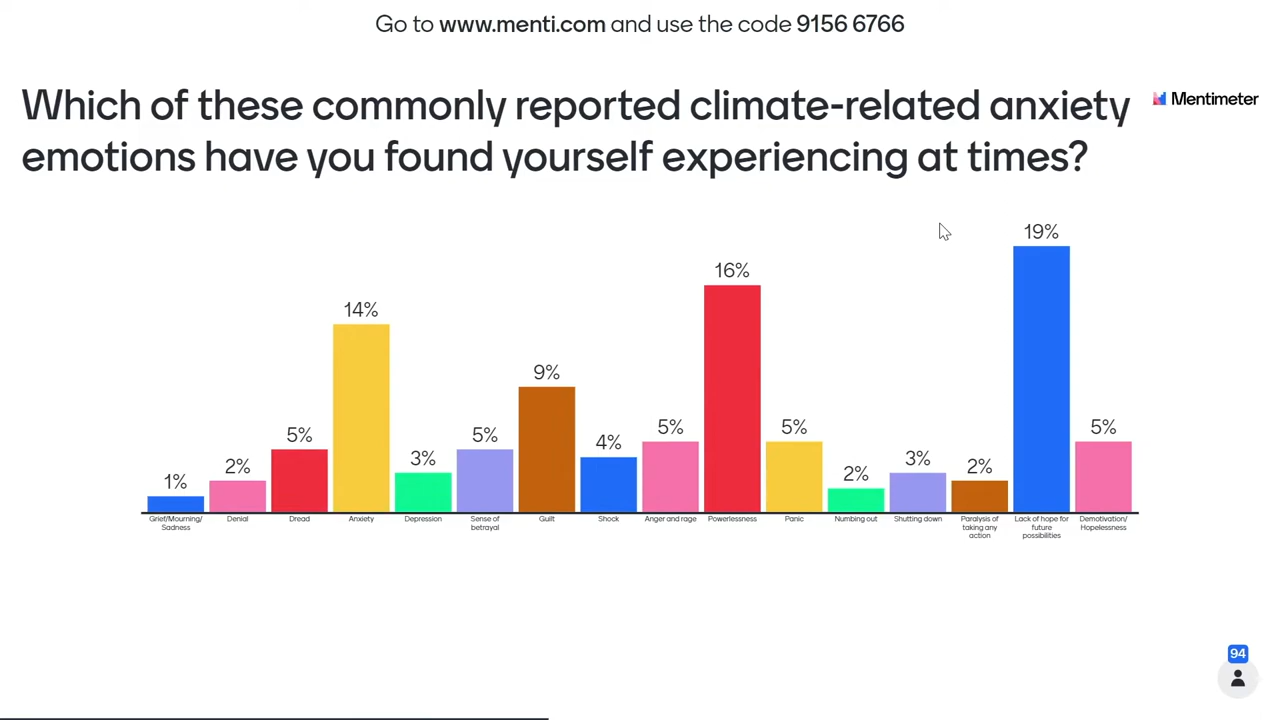 Go to www.menti.com and use the code 9156 6766
Which of these commonly reported climate-related anxiety
emotions have you found yourself experiencing at times?
Mentimeter
1%
2%
5%
14%
3%
5%
9%
4%
5%
16%
5%
2%
3%
2%
19%
5%
Grief/Mourning/
Sadness
Denial
Dread
Anxiety
Depression
Sense of
betrayal
Guilt
Shock
Anger and rage
Powerlessness
Panic
Numbing out
Shutting down
Paralysis of
taking any
action
Lack of hope for
future
possibilities
Demotivation/
Hopelessness
94